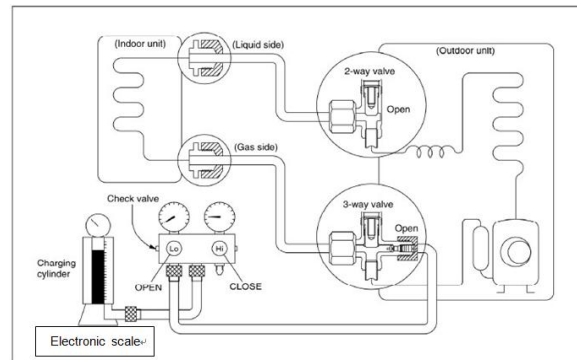 (Indoor unit)
(Liquid side)
(Outdoor unit)
2-way valve
Open
(Gas side)
3-way valve
Open
Check valve
Lo
Hi
Charging
cylinder
OPEN
CLOSE
Electronic scale